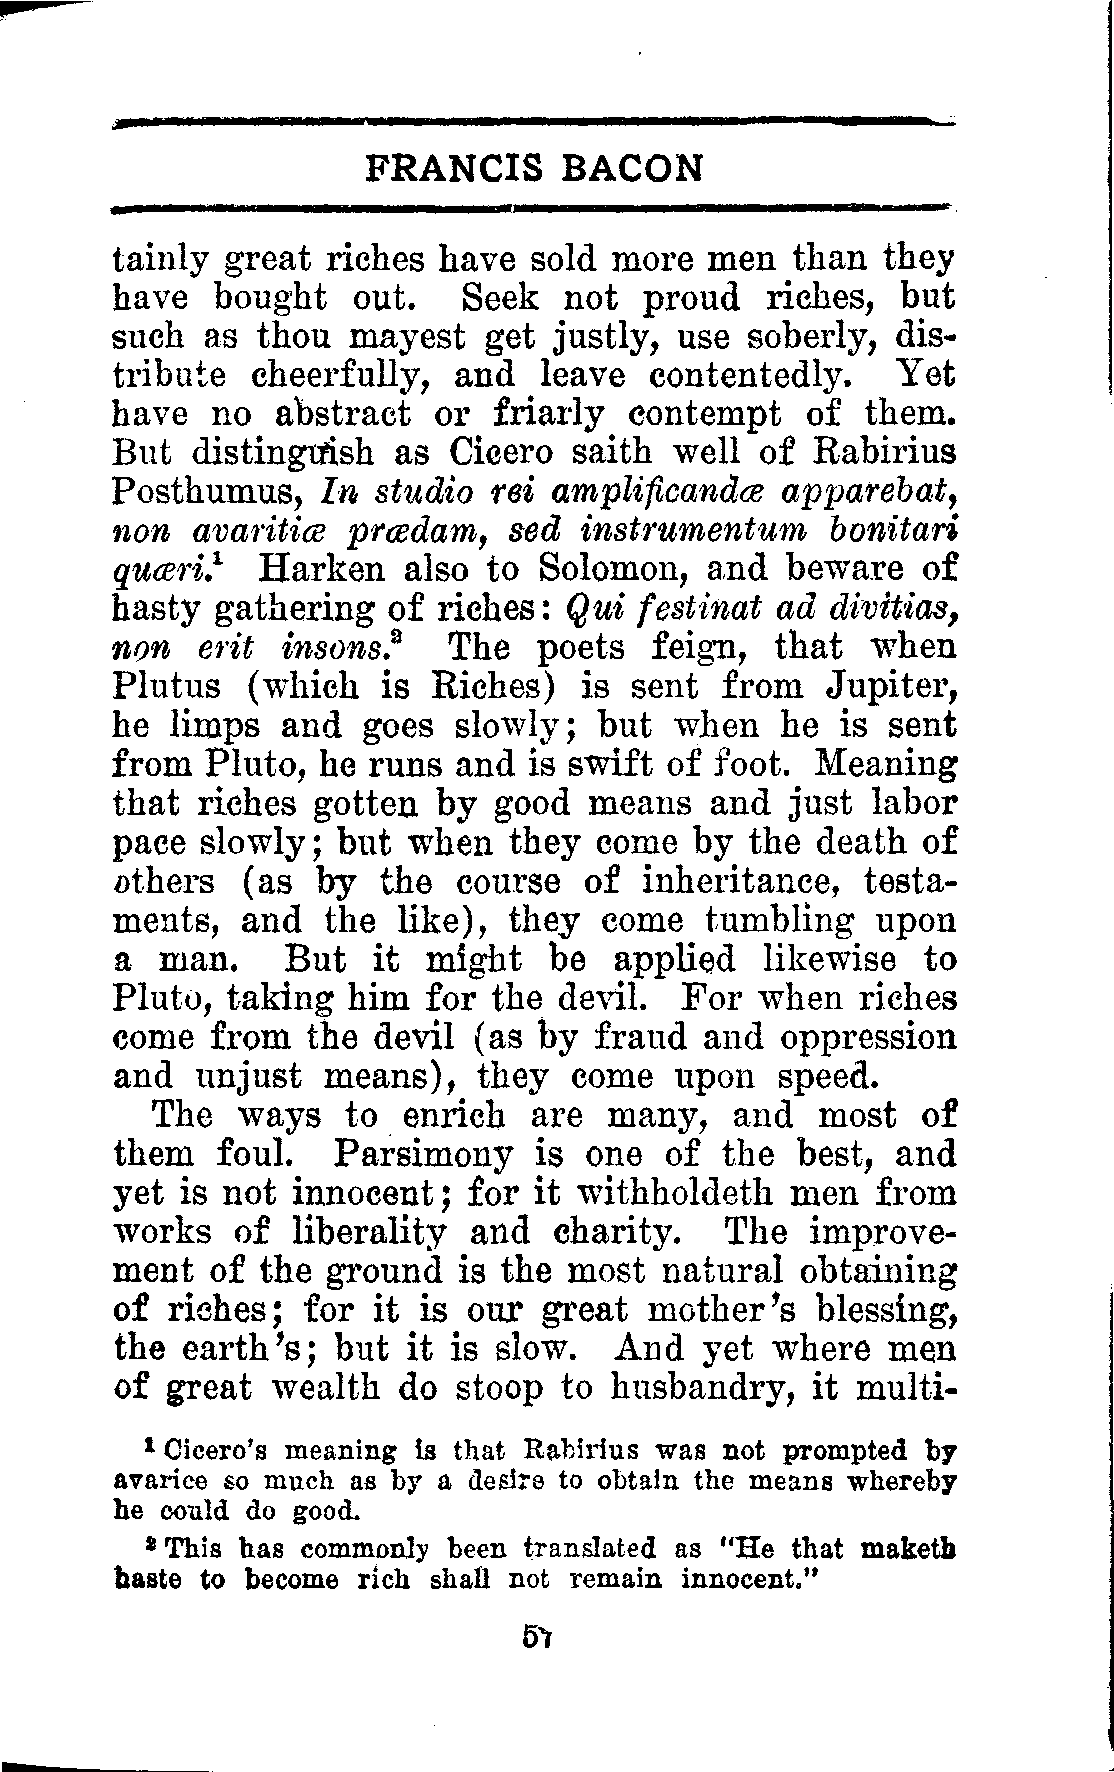 FRANCIS BACON
tainly great riches have sold more men than they
have bought out. Seek not proud riches, but
such as thou mayest get justly, use soberly, dis-
tribute cheerfully, and leave contentedly. Yet
have no abstract or friarly contempt of them.
But distinguish as Cicero saith well of Rabirius
Posthumus, In studio rei amplificandæ apparebat,
non avaritiæ prædam, sed instrumentum bonitari
quæri.¹ Harken also to Solomon, and beware of
hasty gathering of riches: Qui festinat ad divitias,
non erit insons.² The poets feign, that when
Plutus (which is Riches) is sent from Jupiter,
he limps and goes slowly; but when he is sent
from Pluto, he runs and is swift of foot. Meaning
that riches gotten by good means and just labor
pace slowly; but when they come by the death of
others (as by the course of inheritance, testa-
ments, and the like), they come tumbling upon
a man. But it might be applied likewise to
Pluto, taking him for the devil. For when riches
come from the devil (as by fraud and oppression
and unjust means), they come upon speed.
The ways to enrich are many, and most of
them foul. Parsimony is one of the best, and
yet is not innocent; for it withholdeth men from
works of liberality and charity. The improve-
ment of the ground is the most natural obtaining
of riches; for it is our great mother's blessing,
the earth's; but it is slow. And yet where men
of great wealth do stoop to husbandry, it multi-
¹ Cicero's meaning is that Rabirius was not prompted by
avarice so much as by a desire to obtain the means whereby
he could do good.
² This has commonly been translated as "He that maketh
haste to become rich shall not remain innocent."
57